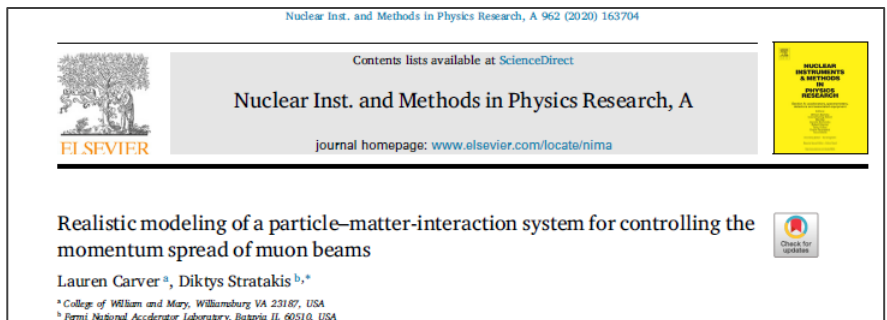 Nuclear Inst. and Methods in Physics Research, A 962 (2020) 163704
Contents lists available at ScienceDirect
Nuclear Inst. and Methods in Physics Research, A
journal homepage: www.elsevier.com/locate/nima
ELSEVIER
NUCLEAR
INSTRUMENTS
& METHODS
IN
PHYSICS
RESEARCH
Realistic modeling of a particle–matter-interaction system for controlling the
momentum spread of muon beams
Check for
updates
Lauren Carver a, Diktys Stratakis b,*
a College of William and Mary, Williamsburg VA 23187, USA
b Fermi National Accelerator Laboratory, Batavia IL 60510, USA